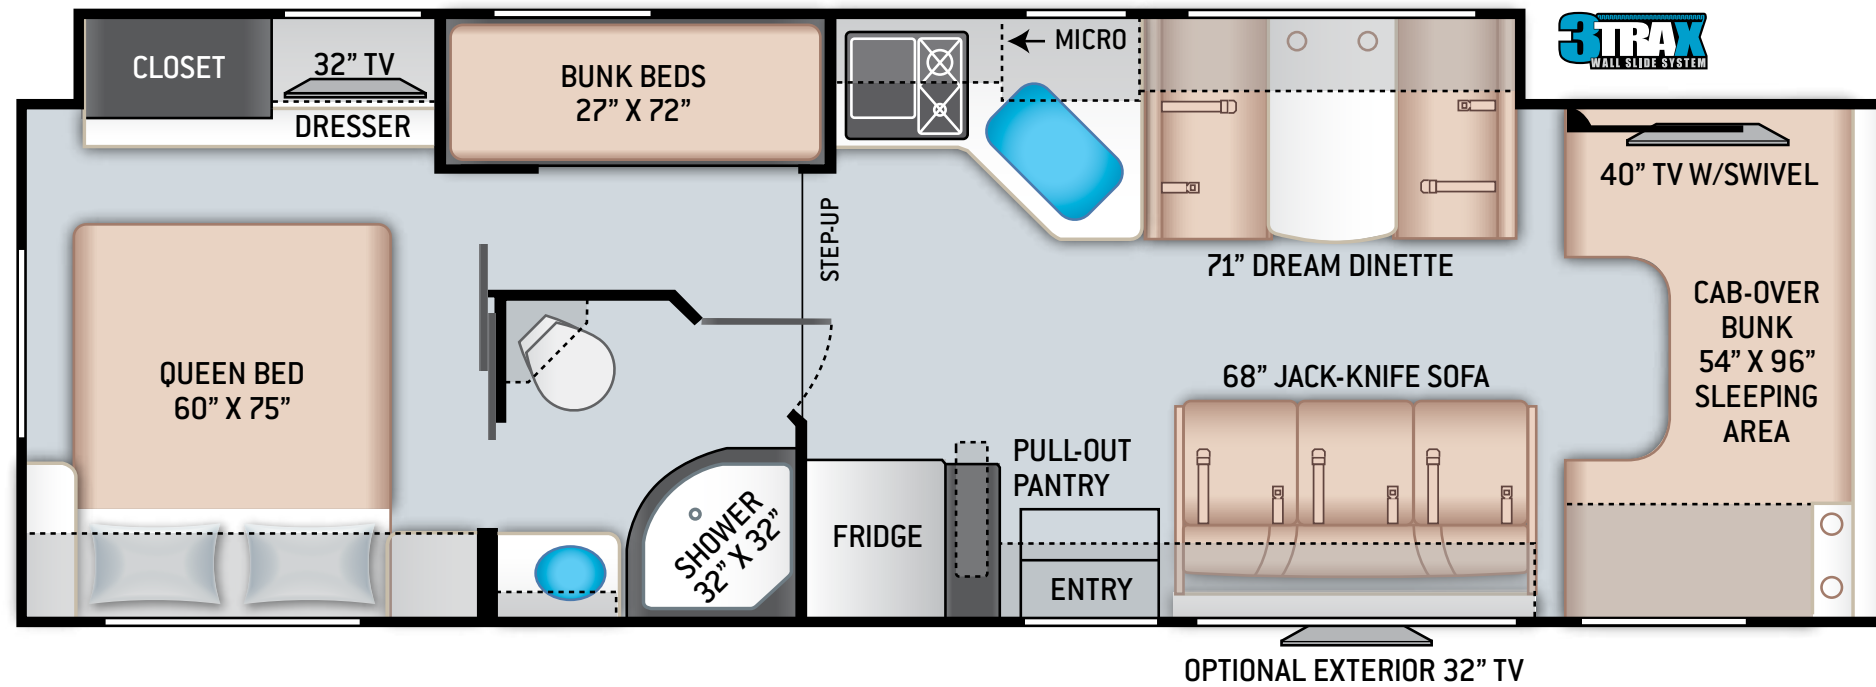 CLOSET
32” TV
DRESSER
BUNK BEDS
27” X 72”
MICRO
3TRAX
WALL SLIDE SYSTEM
40” TV W/SWIVEL
STEP-UP
71” DREAM DINETTE
CAB-OVER
BUNK
54” X 96”
SLEEPING
AREA
QUEEN BED
60” X 75”
68” JACK-KNIFE SOFA
PULL-OUT
PANTRY
SHOWER
32” X 32”
FRIDGE
ENTRY
OPTIONAL EXTERIOR 32” TV